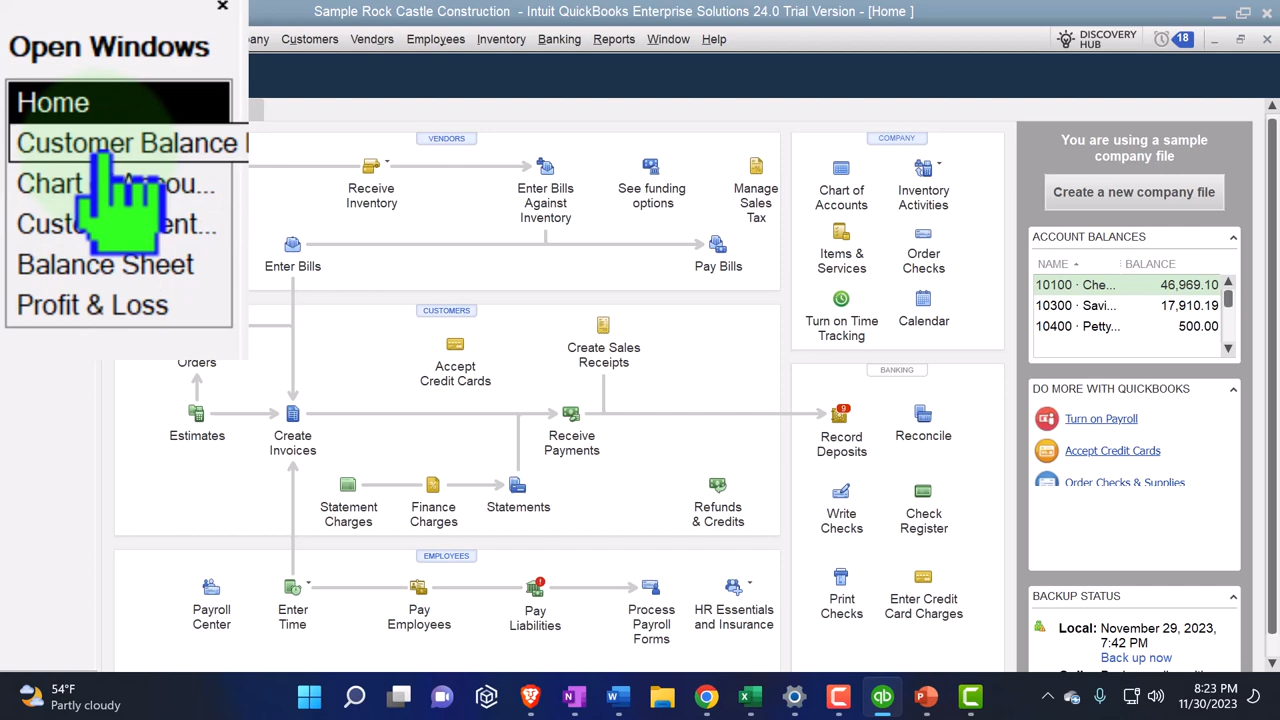 Sample Rock Castle Construction - Intuit QuickBooks Enterprise Solutions 24.0 Trial Version - [Home ]
Customers Vendors Employees Inventory Banking Reports Window Help
DISCOVERY
HUB
18
Open Windows
Home
Customer Balance
Chart
Balance Sheet
Profit & Loss
VENDORS
Receive
Inventory
Enter Bills
Against
Inventory
See funding
options
Manage
Sales
Tax
Enter Bills
Pay Bills
CUSTOMERS
Create Sales
Receipts
Accept
Credit Cards
Orders
Estimates
Create
Invoices
Receive
Payments
Statement
Charges
Finance
Charges
Statements
Refunds
& Credits
EMPLOYEES
Payroll
Center
Enter
Time
Pay
Employees
Pay
Liabilities
Process
Payroll
Forms
HR Essentials
and Insurance
COMPANY
Chart of
Accounts
Inventory
Activities
Items &
Services
Order
Checks
Turn on Time
Tracking
Calendar
BANKING
9
Record
Deposits
Reconcile
Write
Checks
Check
Register
Print
Checks
Enter Credit
Card Charges
You are using a sample
company file
Create a new company file
ACCOUNT BALANCES
NAME BALANCE
10100 · Che... 46,969.10
10300 · Savi... 17,910.19
10400 · Petty... 500.00
DO MORE WITH QUICKBOOKS
Turn on Payroll
Accept Credit Cards
Order Checks & Supplies
BACKUP STATUS
Local: November 29, 2023,
7:42 PM
Back up now
54°F
Partly cloudy
8:23 PM
11/30/2023